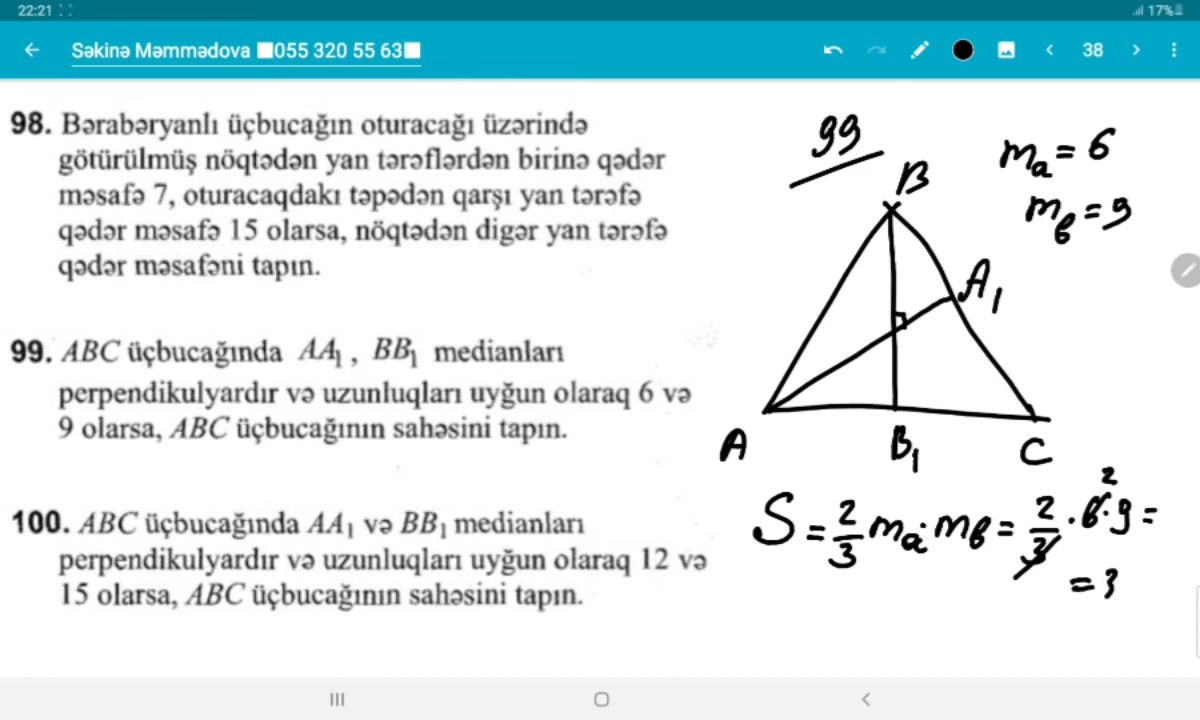 22:21
17%
Səkinə Məmmədova 055 320 55 63
38
98. Bərabəryanlı üçbucağın oturacağı üzərində
götürülmüş nöqtədən yan tərəflərdən birinə qədər
məsafə 7, oturacaqdakı təpədən qarşı yan tərəfə
qədər məsafə 15 olarsa, nöqtədən digər yan tərəfə
qədər məsafəni tapın.
99. ABC üçbucağında AA₁, BB₁ medianları
perpendikulyardır və uzunluqları uyğun olaraq 6 və
9 olarsa, ABC üçbucağının sahəsini tapın.
100. ABC üçbucağında AA₁ və BB₁ medianları
perpendikulyardır və uzunluqları uyğun olaraq 12 və
15 olarsa, ABC üçbucağının sahəsini tapın.
99
mₐ = 6
m_b = 9
B
A₁
A
B₁
C
S = 2/3 mₐ · m_b = 2/3 · 6 · 9 =
2
= 3